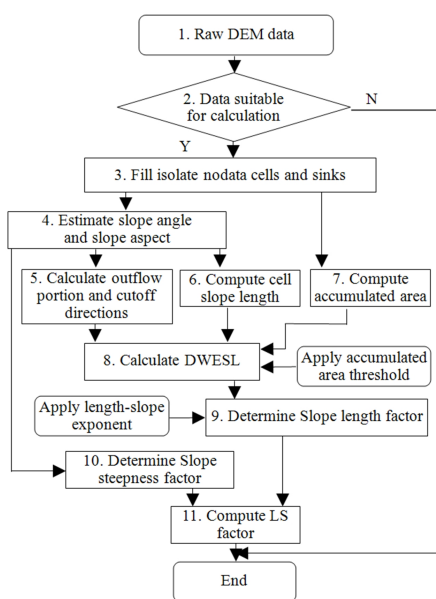 1. Raw DEM data
2. Data suitable
for calculation
N
Y
3. Fill isolate nodata cells and sinks
4. Estimate slope angle
and slope aspect
5. Calculate outflow
portion and cutoff
directions
6. Compute cell
slope length
7. Compute
accumulated area
8. Calculate DWESL
Apply accumulated
area threshold
Apply length-slope
exponent
9. Determine Slope length factor
10. Determine Slope
steepness factor
11. Compute LS
factor
End